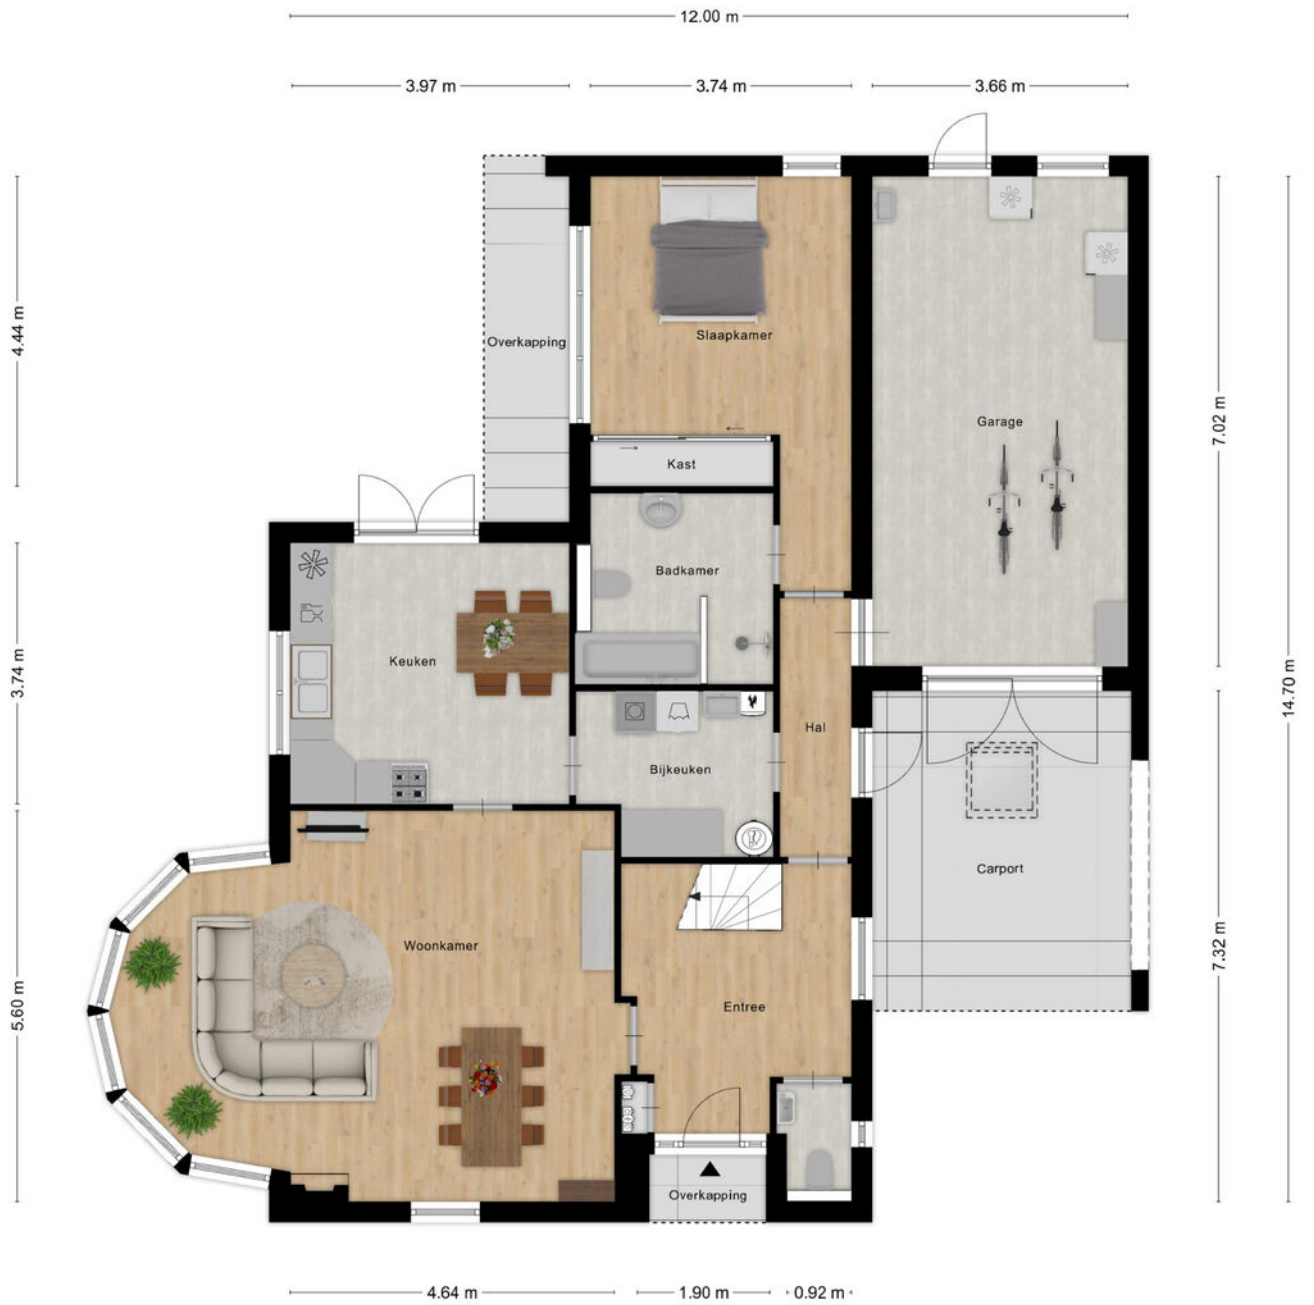 12.00 m
3.97 m
3.74 m
3.66 m
4.44 m
Overkapping
Slaapkamer
Garage
7.02 m
Kast
Badkamer
Keuken
3.74 m
14.70 m
Hal
Bijkeuken
Carport
Woonkamer
7.32 m
5.60 m
Entree
Overkapping
4.64 m
1.90 m
0.92 m